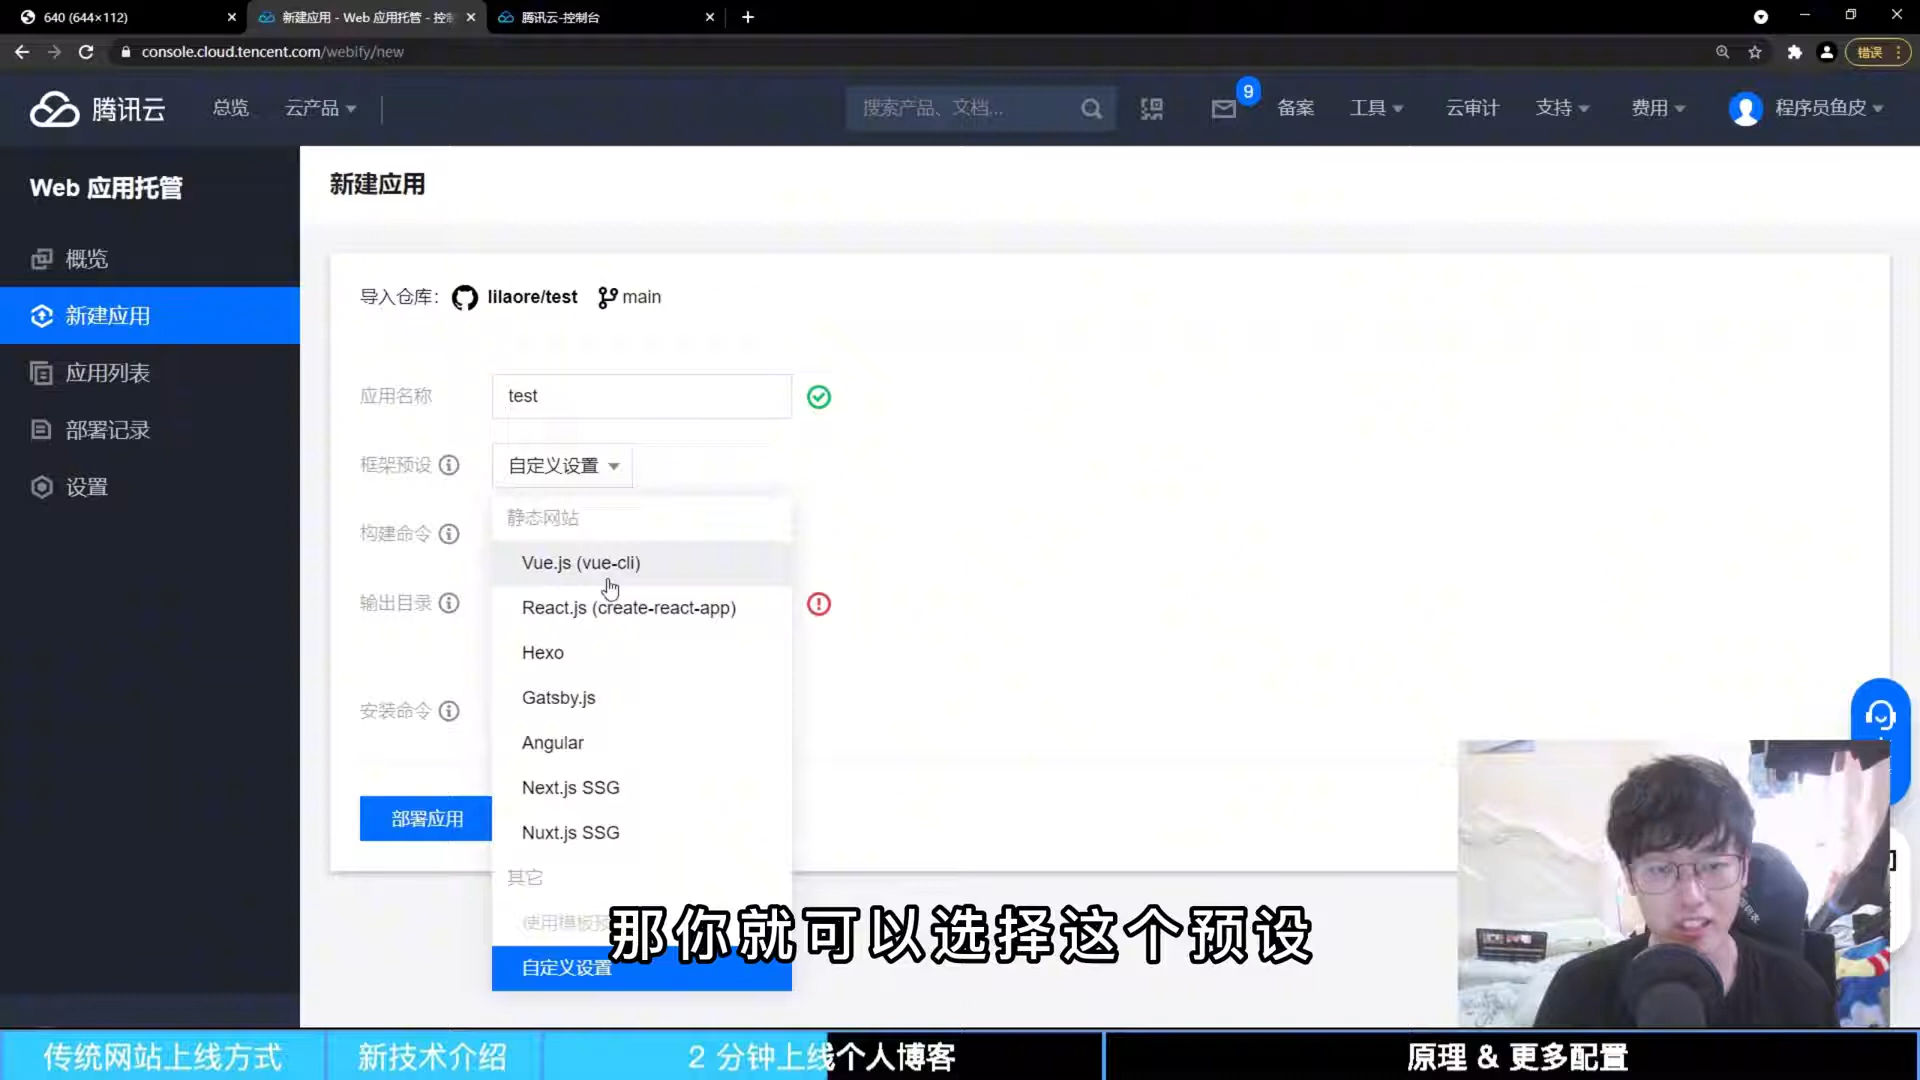 640 (644×112)
新建应用 - Web 应用托管 - 控制
腾讯云-控制台
console.cloud.tencent.com/webify/new
错误
腾讯云
总览
云产品
搜索产品、文档...
9
备案
工具
云审计
支持
费用
程序员鱼皮
Web 应用托管
概览
新建应用
应用列表
部署记录
设置
新建应用
导入仓库: lilaore/test main
应用名称
test
框架预设
自定义设置
构建命令
输出目录
安装命令
静态网站
Vue.js (vue-cli)
React.js (create-react-app)
Hexo
Gatsby.js
Angular
Next.js SSG
Nuxt.js SSG
其它
使用模板预
自定义设置
部署应用
那你就可以选择这个预设
传统网站上线方式
新技术介绍
2 分钟上线个人博客
原理 & 更多配置